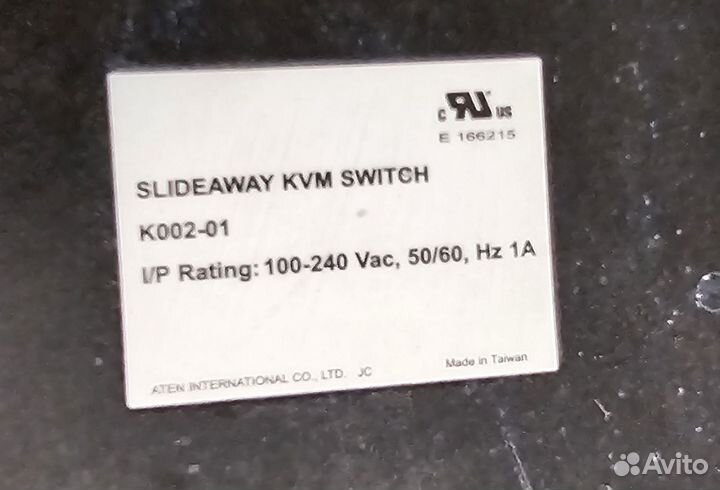 c RU US
E 166215
SLIDEAWAY KVM SWITCH
K002-01
I/P Rating: 100-240 Vac, 50/60, Hz 1A
ATEN INTERNATIONAL CO., LTD. JC
Made in Taiwan
Avito